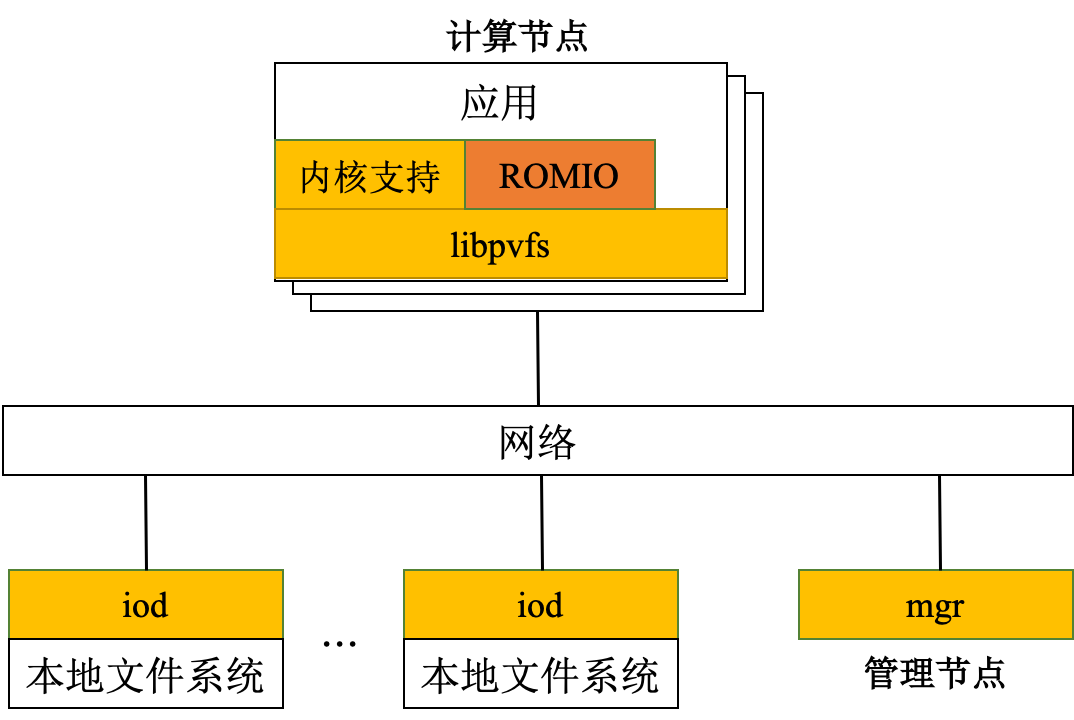 计算节点
应用
内核支持 ROMIO
libpvfs
网络
iod iod mgr
...
本地文件系统 本地文件系统 管理节点